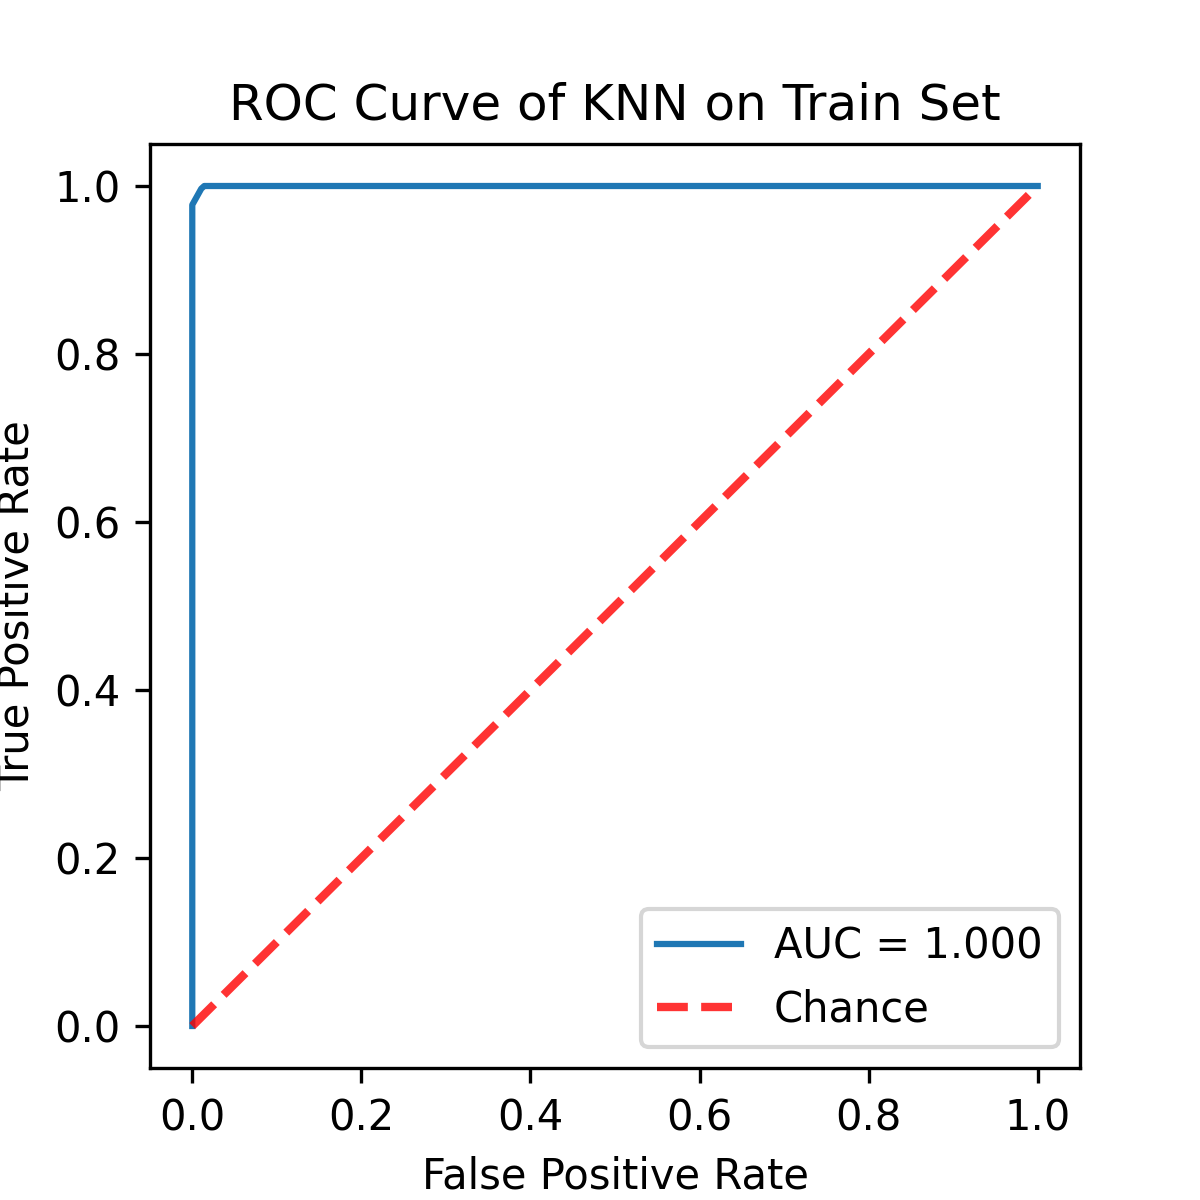 ROC Curve of KNN on Train Set
True Positive Rate
1.0
0.8
0.6
0.4
0.2
0.0
AUC = 1.000
Chance
0.0 0.2 0.4 0.6 0.8 1.0
False Positive Rate